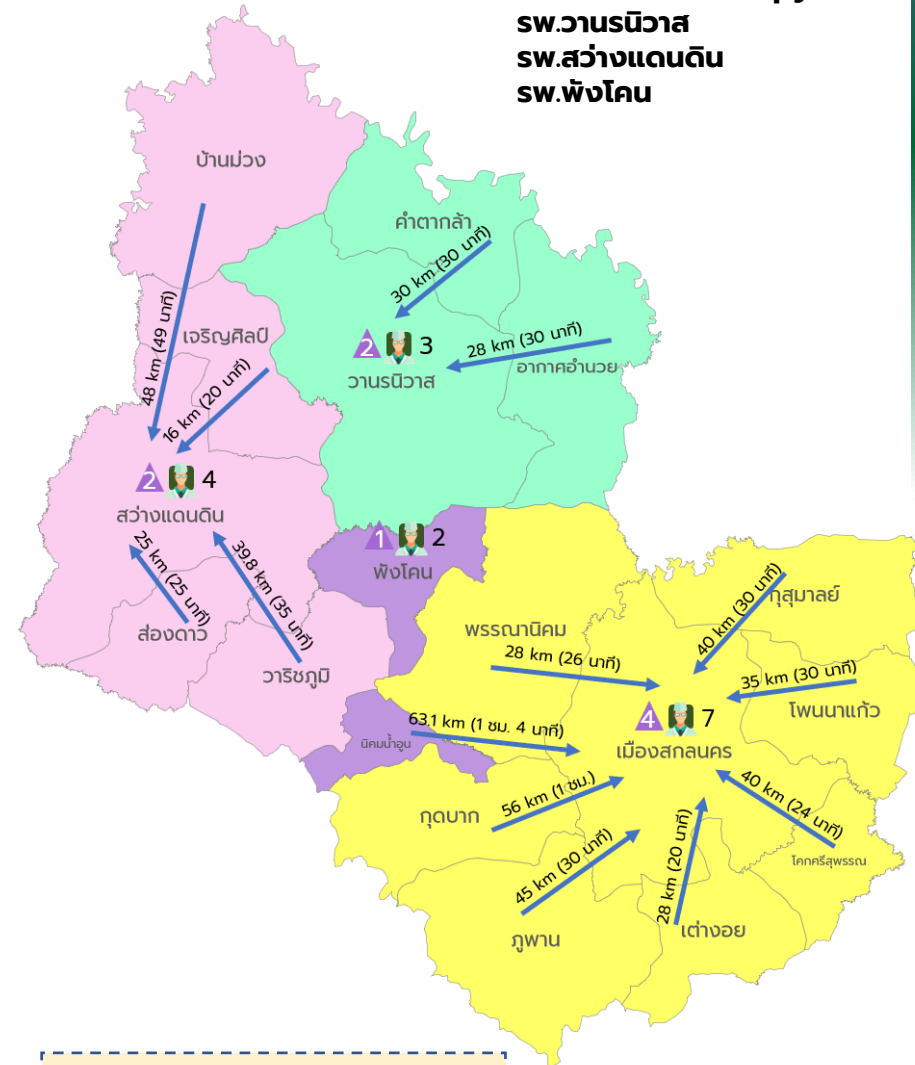 รพ.วานรนิวาส
รพ.สว่างแดนดิน
รพ.พังโคน
บ้านม่วง
คำตากล้า
30 km (30 นาที)
เจริญศิลป์
48 km (49 นาที)
2 3
วานรนิวาส
28 km (30 นาที)
อากาศอำนวย
16 km (20 นาที)
2 4
สว่างแดนดิน
1 2
พังโคน
25 km (25 นาที)
39.8 km (35 นาที)
ส่องดาว
วาริชภูมิ
พรรณานิคม
28 km (26 นาที)
40 km (30 นาที)
กุสุมาลย์
35 km (30 นาที)
โพนนาแก้ว
4 7
เมืองสกลนคร
63.1 km (1 ชม. 4 นาที)
นิคมน้ำอูน
56 km (1 ชม.)
กุดบาก
40 km (24 นาที)
โคกศรีสุพรรณ
45 km (30 นาที)
28 km (20 นาที)
ภูพาน
เต่างอย